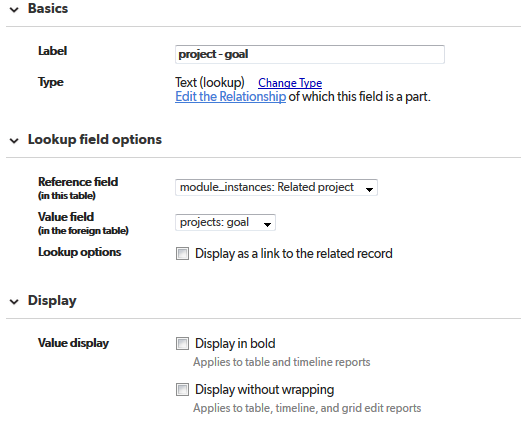 Basics
Label project - goal
Type Text (lookup) Change Type
Edit the Relationship of which this field is a part.
Lookup field options
Reference field module_instances: Related project
(in this table)
Value field projects: goal
(in the foreign table)
Lookup options Display as a link to the related record
Display
Value display Display in bold
Applies to table and timeline reports
Display without wrapping
Applies to table, timeline, and grid edit reports